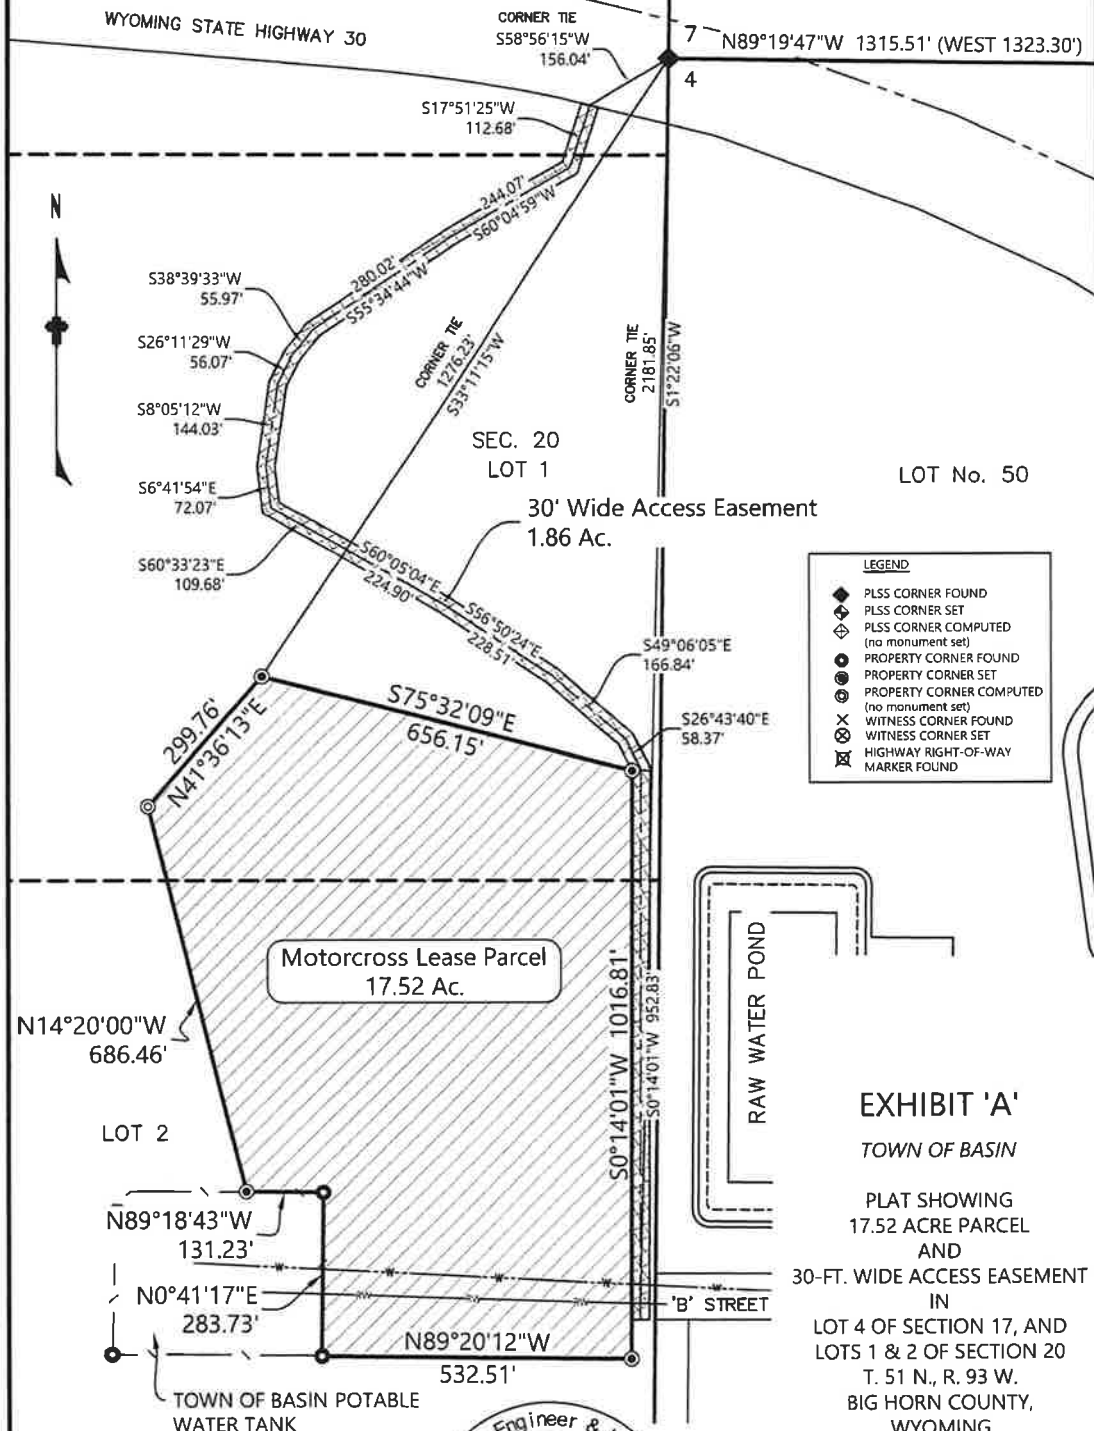 WYOMING STATE HIGHWAY 30
CORNER TIE
S58°56'15"W
156.04'
7
4
N89°19'47"W 1315.51' (WEST 1323.30')
S17°51'25"W
112.68'
244.07'
S60°04'59"W
N
280.02'
S55°34'44"W
S38°39'33"W
55.97'
S26°11'29"W
56.07'
CORNER TIE
1276.23'
S33°11'15"W
CORNER TIE
2181.85'
S1°22'06"W
S8°05'12"W
144.03'
SEC. 20
LOT 1
LOT No. 50
S6°41'54"E
72.07'
30' Wide Access Easement
1.86 Ac.
S60°33'23"E
109.68'
S60°05'04"E
224.90'
S56°50'24"E
228.51'
LEGEND
PLSS CORNER FOUND
PLSS CORNER SET
PLSS CORNER COMPUTED
(no monument set)
PROPERTY CORNER FOUND
PROPERTY CORNER SET
PROPERTY CORNER COMPUTED
(no monument set)
WITNESS CORNER FOUND
WITNESS CORNER SET
HIGHWAY RIGHT-OF-WAY
MARKER FOUND
S49°06'05"E
166.84'
S26°43'40"E
58.37'
S75°32'09"E
656.15'
299.76'
N41°36'13"E
Motorcross Lease Parcel
17.52 Ac.
S0°14'01"W 1016.81'
S0°14'01"W 952.83'
RAW WATER POND
N14°20'00"W
686.46'
LOT 2
N89°18'43"W
131.23'
N0°41'17"E
283.73'
W
W
W
W
W
RW
RW
RW
'B' STREET
N89°20'12"W
532.51'
TOWN OF BASIN POTABLE
WATER TANK
Engineer &
EXHIBIT 'A'
TOWN OF BASIN
PLAT SHOWING
17.52 ACRE PARCEL
AND
30-FT. WIDE ACCESS EASEMENT
IN
LOT 4 OF SECTION 17, AND
LOTS 1 & 2 OF SECTION 20
T. 51 N., R. 93 W.
BIG HORN COUNTY,
WYOMING